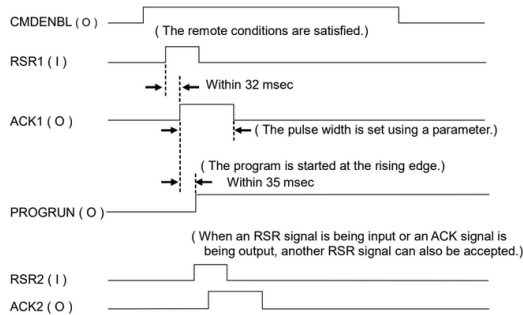 CMDENBL ( O )
( The remote conditions are satisfied.)
RSR1 ( I )
Within 32 msec
ACK1 ( O )
( The pulse width is set using a parameter.)
( The program is started at the rising edge.)
Within 35 msec
PROGRUN ( O )
( When an RSR signal is being input or an ACK signal is
being output, another RSR signal can also be accepted.)
RSR2 ( I )
ACK2 ( O )